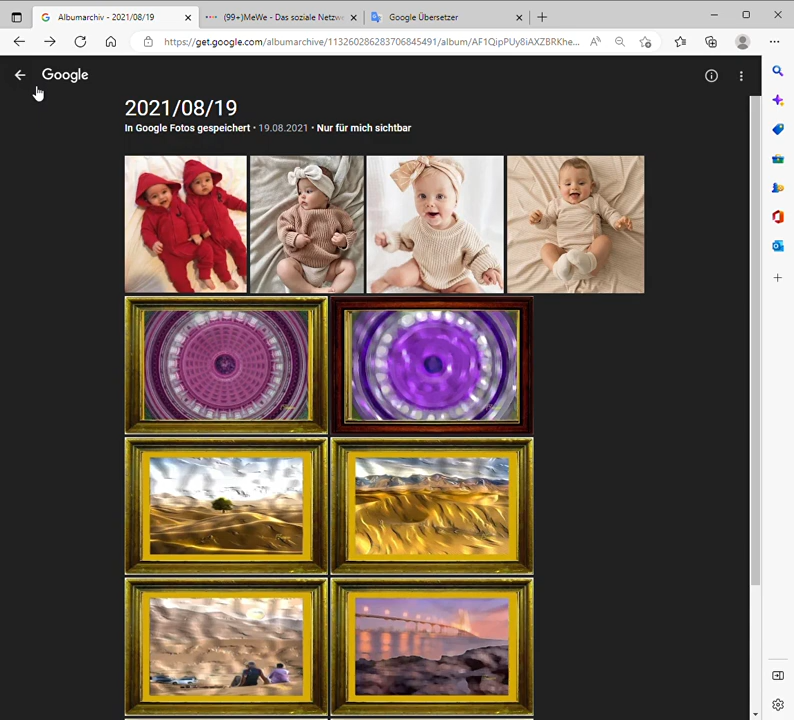 Albumarchiv - 2021/08/19
(99+)MeWe - Das soziale Netzwe
Google Übersetzer
https://get.google.com/albumarchive/113260286283706845491/album/AF1QipPUy8iAXZBRKhe...
Google
2021/08/19
In Google Fotos gespeichert · 19.08.2021 · Nur für mich sichtbar